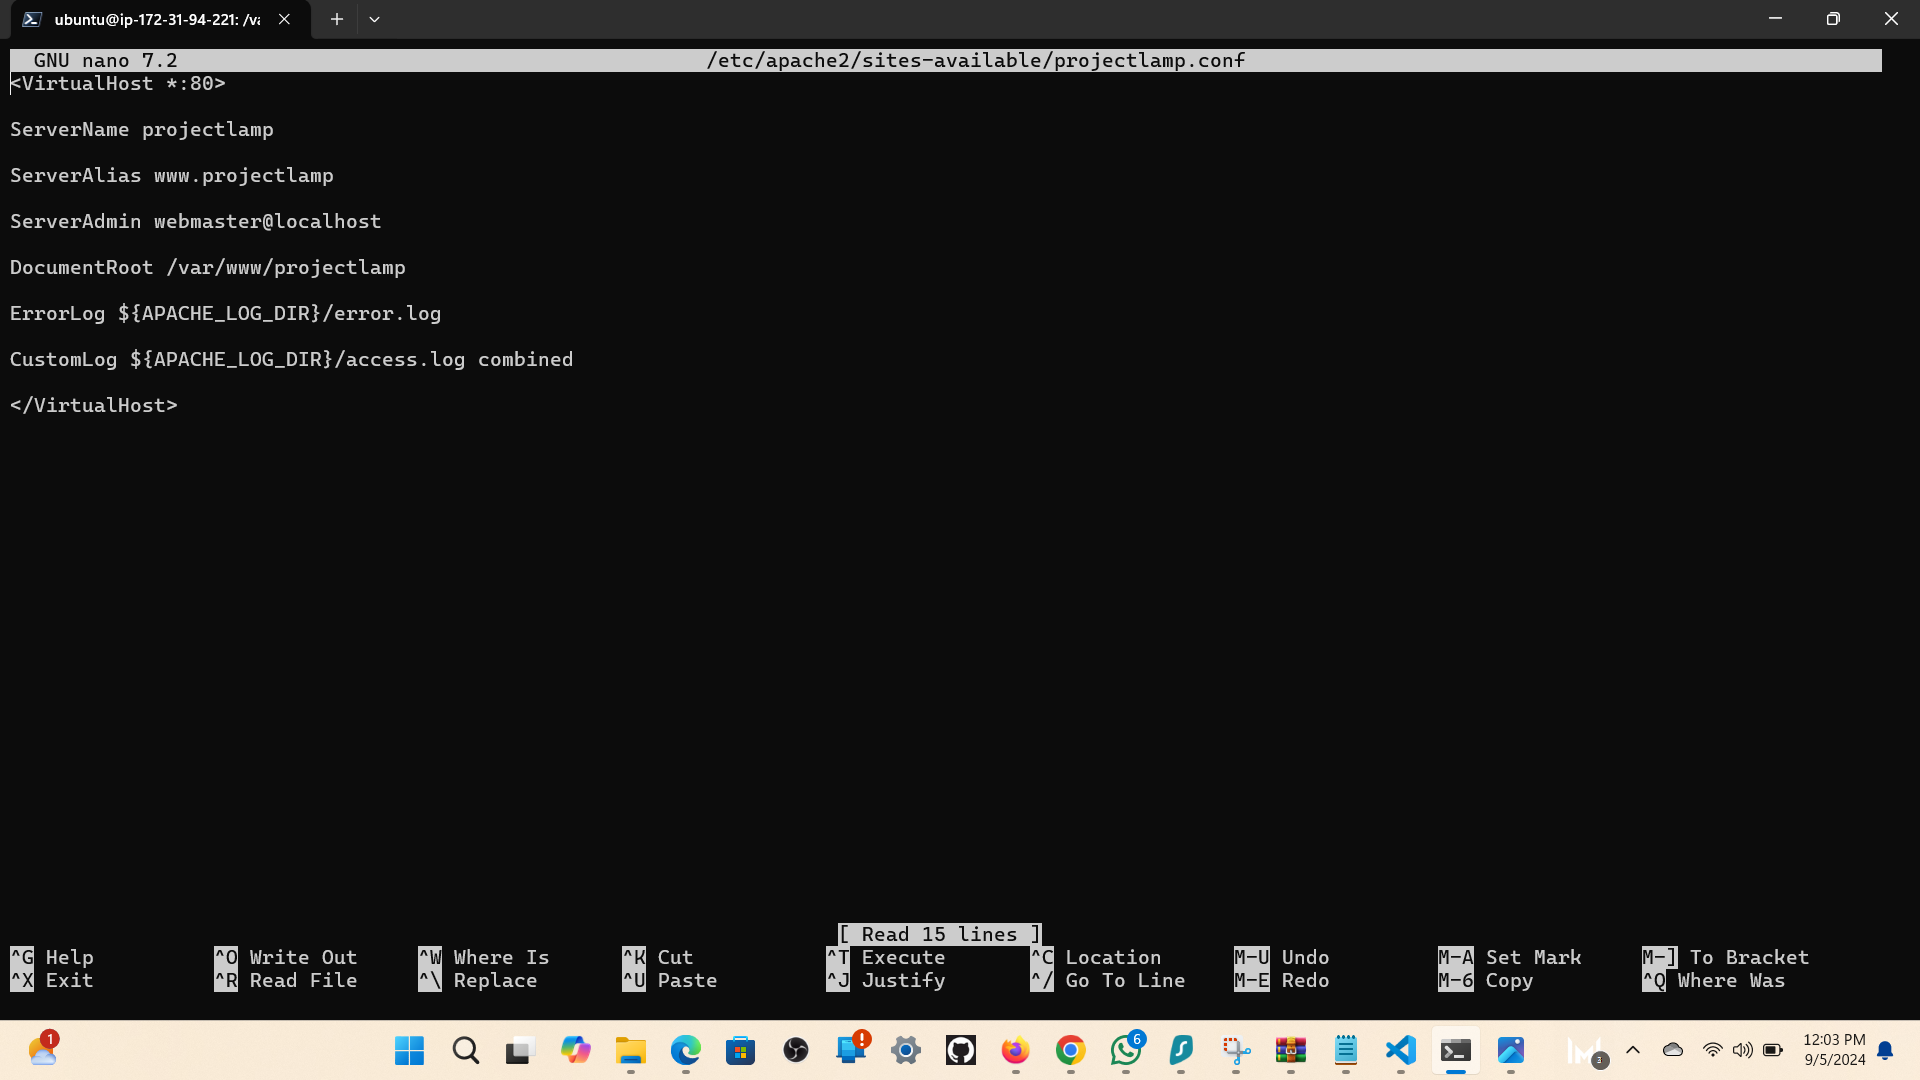 ubuntu@ip-172-31-94-221: /va
GNU nano 7.2 /etc/apache2/sites-available/projectlamp.conf
<VirtualHost *:80>
ServerName projectlamp
ServerAlias www.projectlamp
ServerAdmin webmaster@localhost
DocumentRoot /var/www/projectlamp
ErrorLog ${APACHE_LOG_DIR}/error.log
CustomLog ${APACHE_LOG_DIR}/access.log combined
</VirtualHost>
[ Read 15 lines ]
^G Help ^O Write Out ^W Where Is ^K Cut ^T Execute ^C Location M-U Undo M-A Set Mark M-] To Bracket
^X Exit ^R Read File ^\ Replace ^U Paste ^J Justify ^/ Go To Line M-E Redo M-6 Copy ^Q Where Was
1
6
3
12:03 PM
9/5/2024